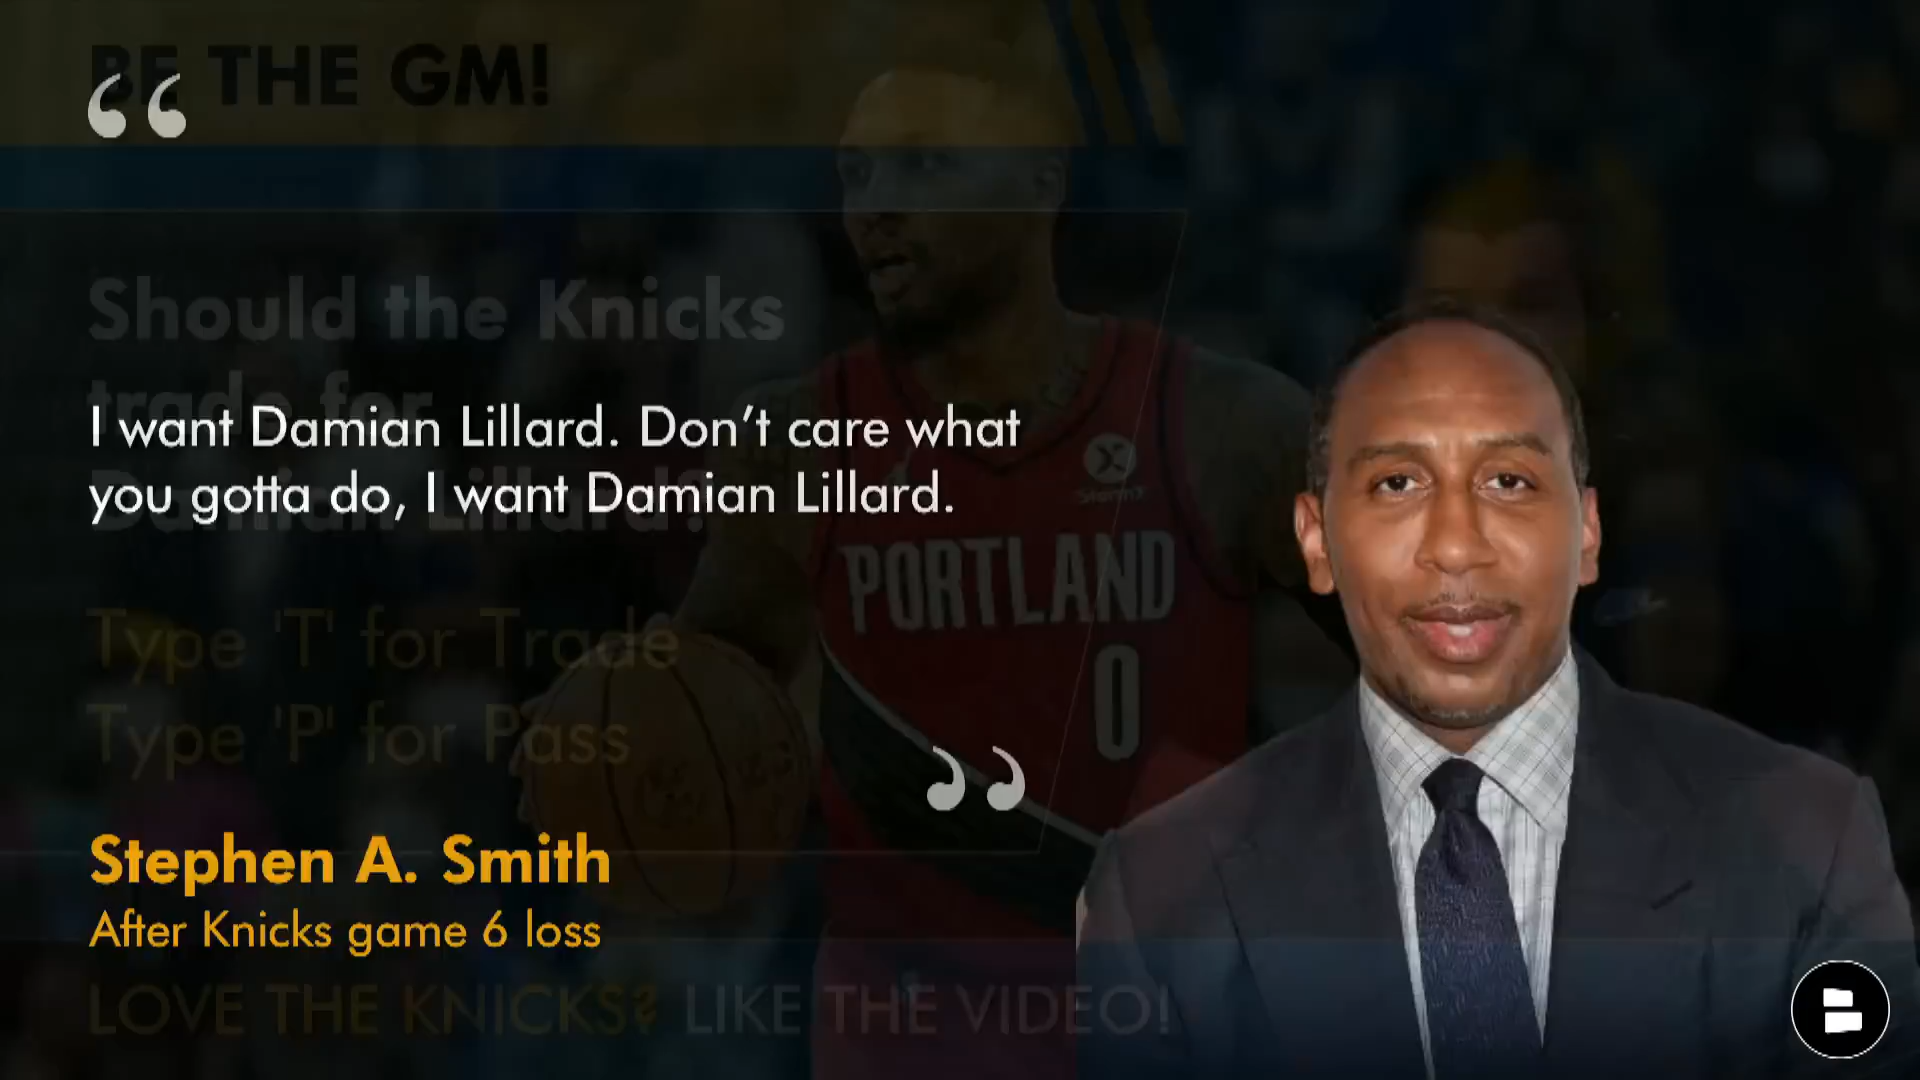 BE THE GM!
“
Should the Knicks
trade for
Damian Lillard?
I want Damian Lillard. Don’t care what
you gotta do, I want Damian Lillard.
”
StormX
PORTLAND
0
Type 'T' for Trade
Type 'P' for Pass
Stephen A. Smith
After Knicks game 6 loss
LOVE THE KNICKS? LIKE THE VIDEO!